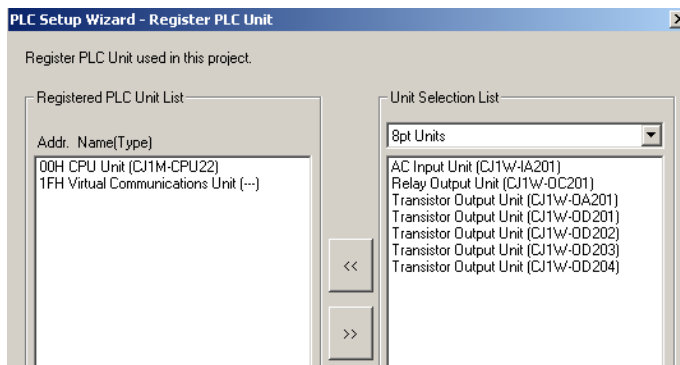 PLC Setup Wizard - Register PLC Unit
Register PLC Unit used in this project.
Registered PLC Unit List
Addr. Name(Type)
00H CPU Unit (CJ1M-CPU22)
1FH Virtual Communications Unit (---)
<<
>>
Unit Selection List
8pt Units
AC Input Unit (CJ1W-IA201)
Relay Output Unit (CJ1W-OC201)
Transistor Output Unit (CJ1W-OA201)
Transistor Output Unit (CJ1W-OD201)
Transistor Output Unit (CJ1W-OD202)
Transistor Output Unit (CJ1W-OD203)
Transistor Output Unit (CJ1W-OD204)